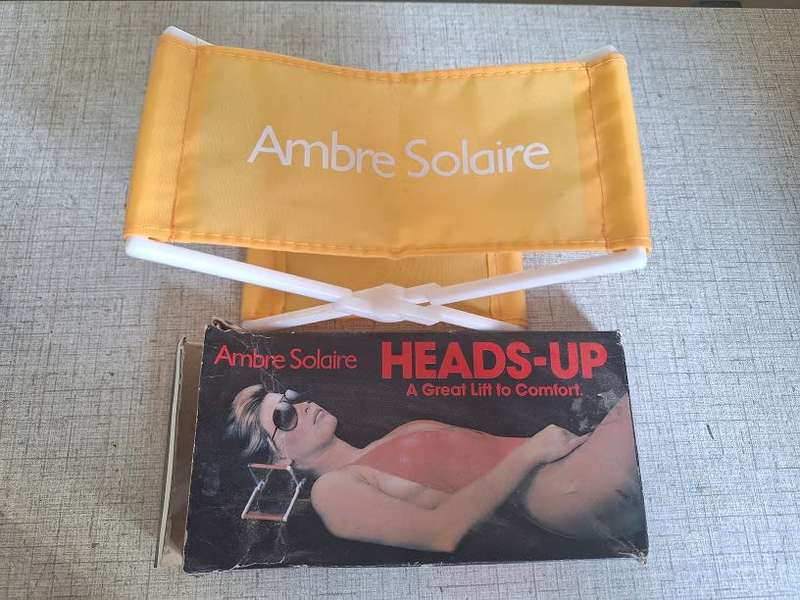 Ambre Solaire
Ambre Solaire HEADS-UP
A Great Lift to Comfort.